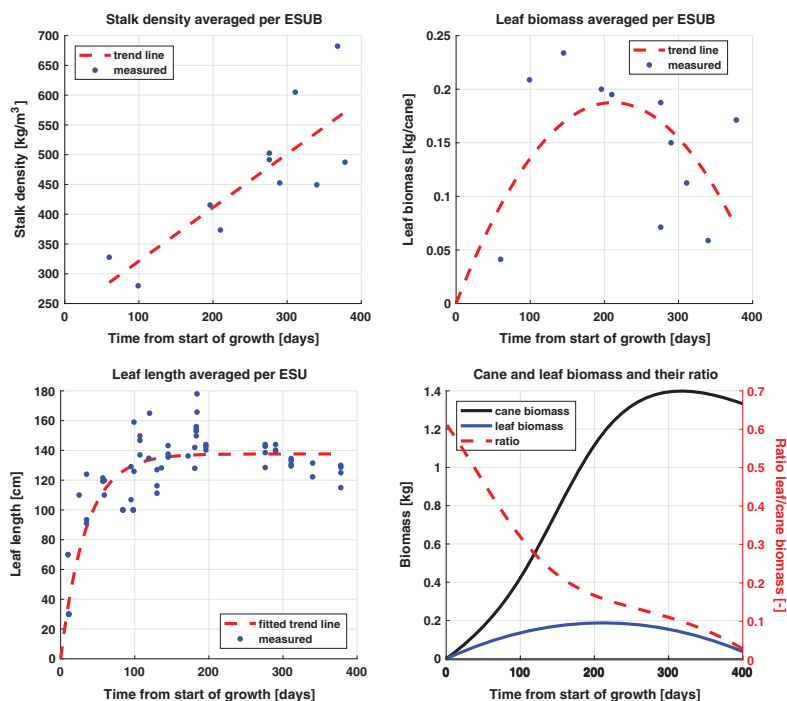 Stalk density averaged per ESUB
700
650
600
550
500
450
400
350
300
250
Stalk density [kg/m³]
trend line
measured
0
100
200
300
400
Time from start of growth [days]
Leaf biomass averaged per ESUB
0.25
0.2
0.15
0.1
0.05
0
Leaf biomass [kg/cane]
trend line
measured
0
100
200
300
400
Time from start of growth [days]
Leaf length averaged per ESU
180
160
140
120
100
80
60
40
20
0
Leaf length [cm]
fitted trend line
measured
0
100
200
300
400
Time from start of growth [days]
Cane and leaf biomass and their ratio
1.4
1.2
1
0.8
0.6
0.4
0.2
0
Biomass [kg]
cane biomass
leaf biomass
ratio
0.7
0.6
0.5
0.4
0.3
0.2
0.1
0
Ratio leaf/cane biomass [-]
0
100
200
300
400
Time from start of growth [days]